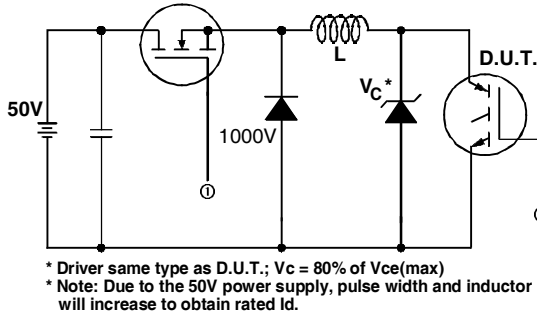 L
D.U.T.
V_C *
50V
1000V
①
* Driver same type as D.U.T.; Vc = 80% of Vce(max)
* Note: Due to the 50V power supply, pulse width and inductor
will increase to obtain rated Id.